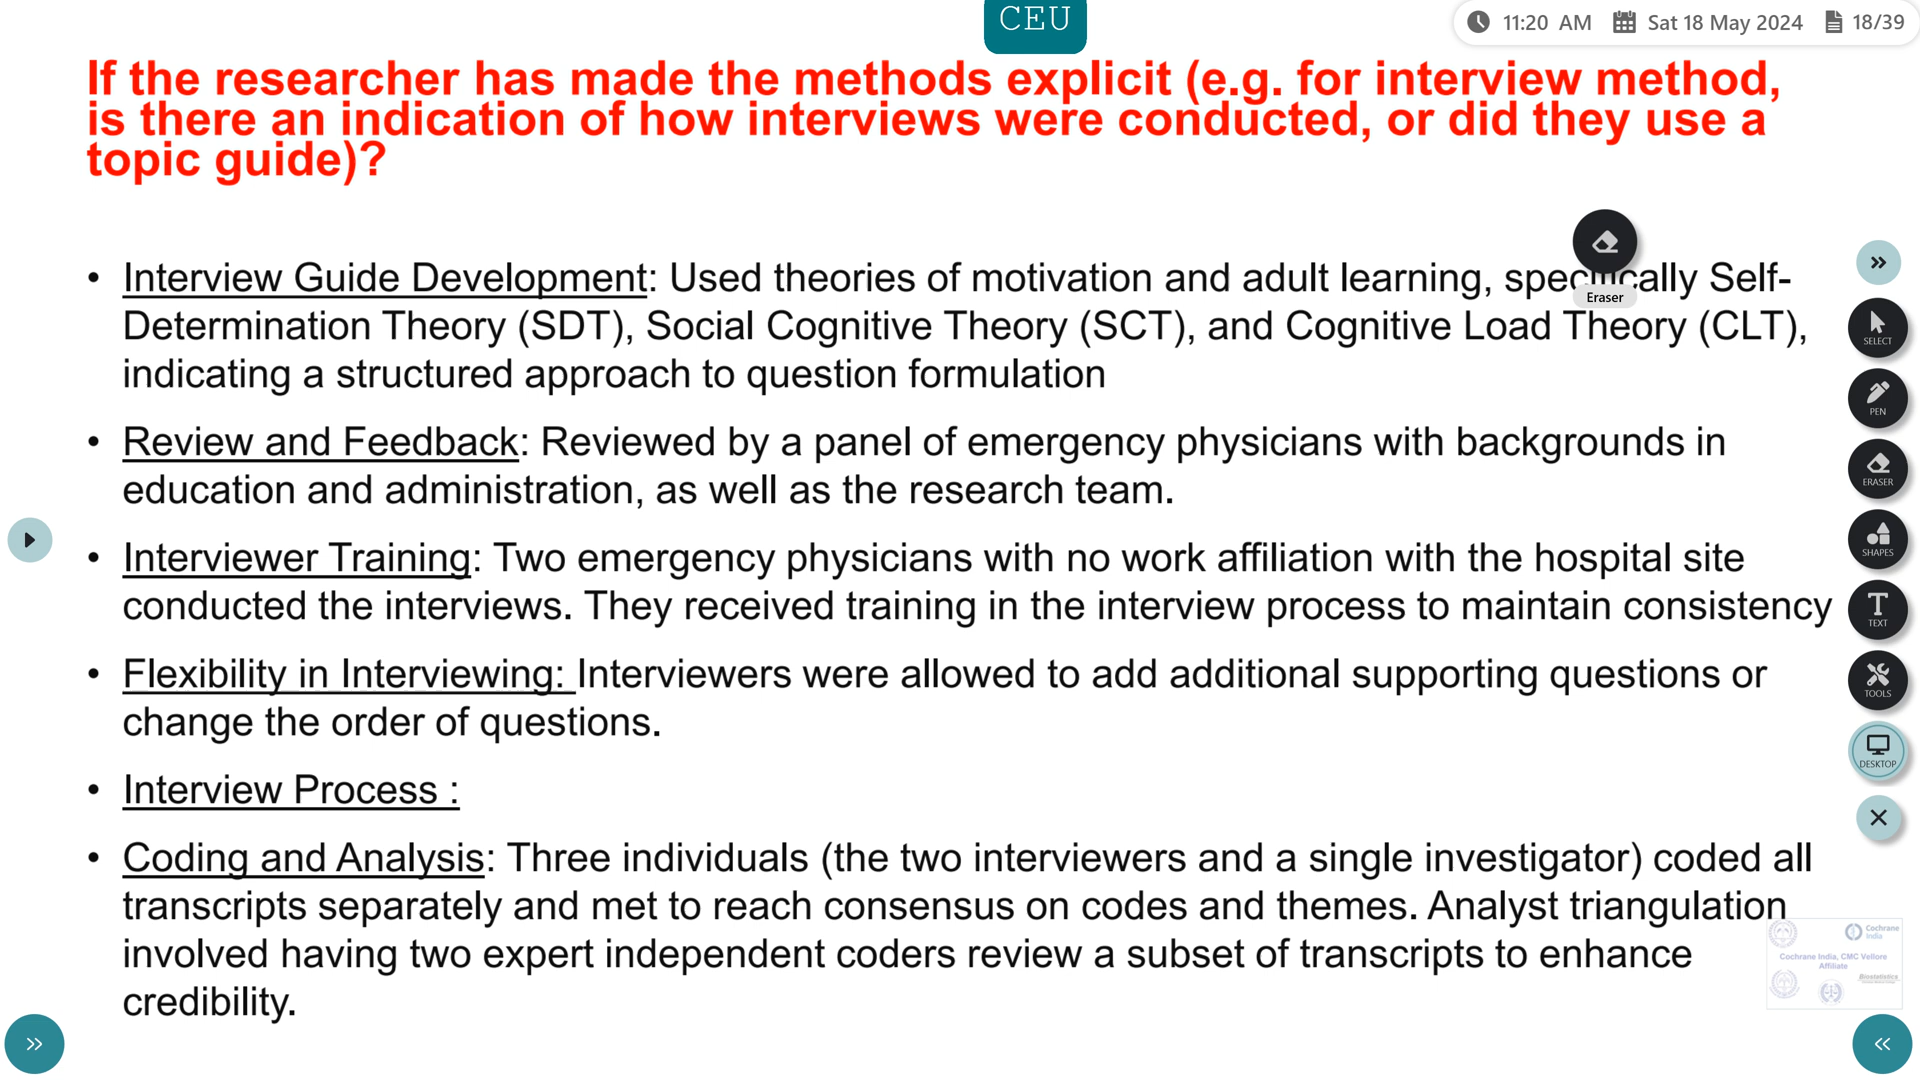 CEU
11:20 AM Sat 18 May 2024 18/39
If the researcher has made the methods explicit (e.g. for interview method,
is there an indication of how interviews were conducted, or did they use a
topic guide)?
• Interview Guide Development: Used theories of motivation and adult learning, specifically Self-
Determination Theory (SDT), Social Cognitive Theory (SCT), and Cognitive Load Theory (CLT),
indicating a structured approach to question formulation
• Review and Feedback: Reviewed by a panel of emergency physicians with backgrounds in
education and administration, as well as the research team.
• Interviewer Training: Two emergency physicians with no work affiliation with the hospital site
conducted the interviews. They received training in the interview process to maintain consistency
• Flexibility in Interviewing: Interviewers were allowed to add additional supporting questions or
change the order of questions.
• Interview Process :
• Coding and Analysis: Three individuals (the two interviewers and a single investigator) coded all
transcripts separately and met to reach consensus on codes and themes. Analyst triangulation
involved having two expert independent coders review a subset of transcripts to enhance
credibility.
Eraser
SELECT
PEN
ERASER
SHAPES
TEXT
TOOLS
DESKTOP
Cochrane
India
Cochrane India, CMC Vellore
Affiliate
Biostatistics